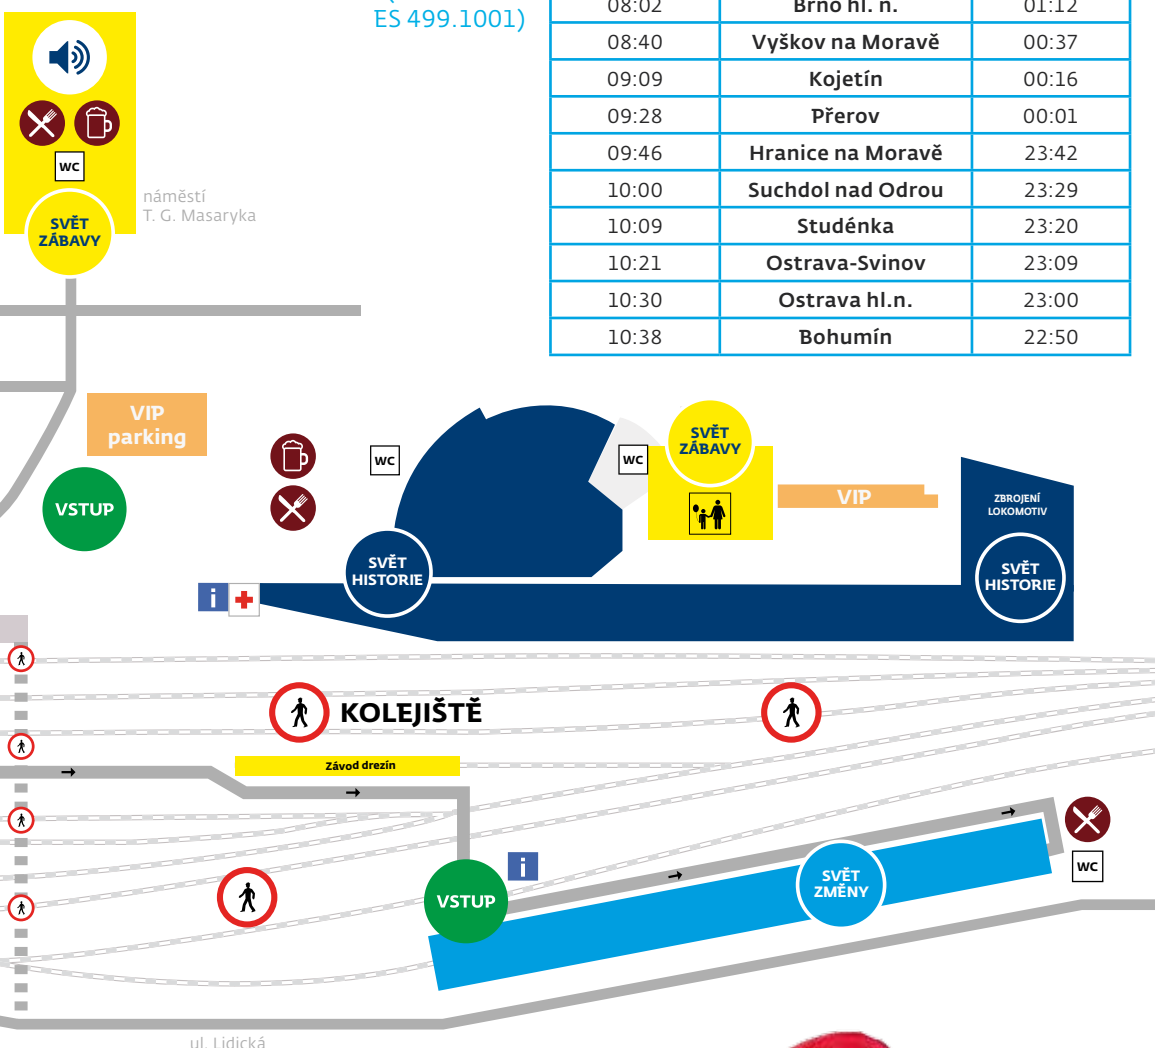 ES 499.1001)
08:02 Brno hl. n. 01:12
08:40 Vyškov na Moravě 00:37
09:09 Kojetín 00:16
09:28 Přerov 00:01
09:46 Hranice na Moravě 23:42
10:00 Suchdol nad Odrou 23:29
10:09 Studénka 23:20
10:21 Ostrava-Svinov 23:09
10:30 Ostrava hl.n. 23:00
10:38 Bohumín 22:50
WC
náměstí
T. G. Masaryka
SVĚT
ZÁBAVY
VIP
parking
VSTUP
WC
WC
SVĚT
ZÁBAVY
VIP
ZBROJENÍ
LOKOMOTIV
SVĚT
HISTORIE
SVĚT
HISTORIE
i
KOLEJIŠTĚ
Závod drezín
i
VSTUP
SVĚT
ZMĚNY
WC
ul. Lidická